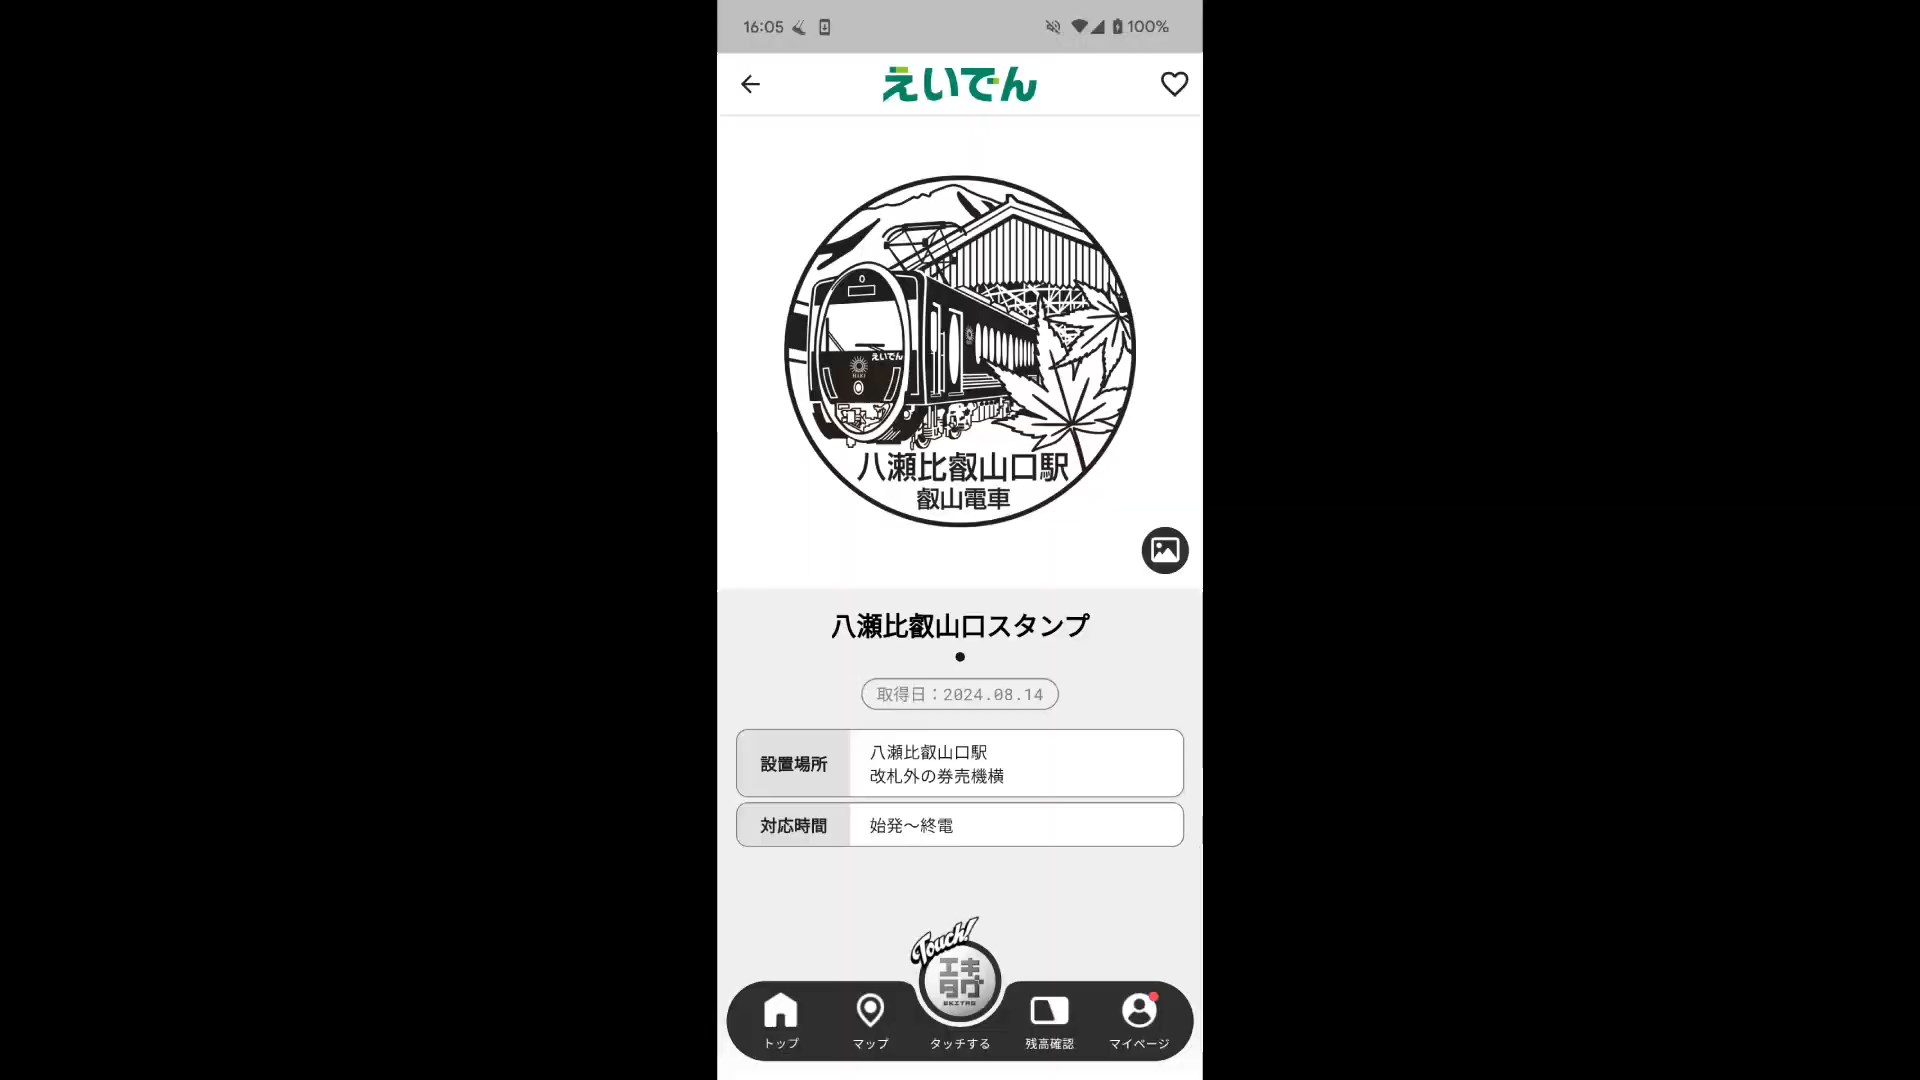 16:05
100%
えいでん
えいでん
八瀬比叡山口駅
叡山電車
八瀬比叡山口スタンプ
取得日：2024.08.14
設置場所
八瀬比叡山口駅
改札外の券売機横
対応時間
始発〜終電
Touch!
エキタグ
EKITAG
トップ
マップ
タッチする
残高確認
マイページ